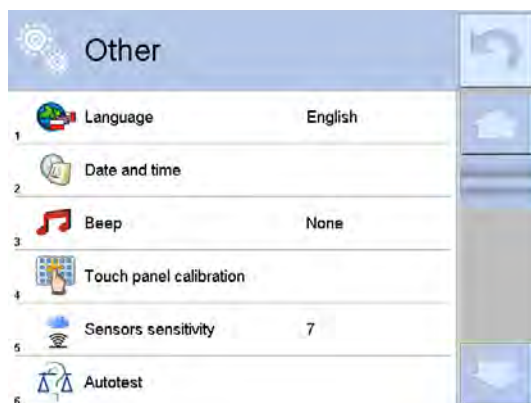 Other
1 Language English
2 Date and time
3 Beep None
4 Touch panel calibration
5 Sensors sensitivity 7
6 Autotest